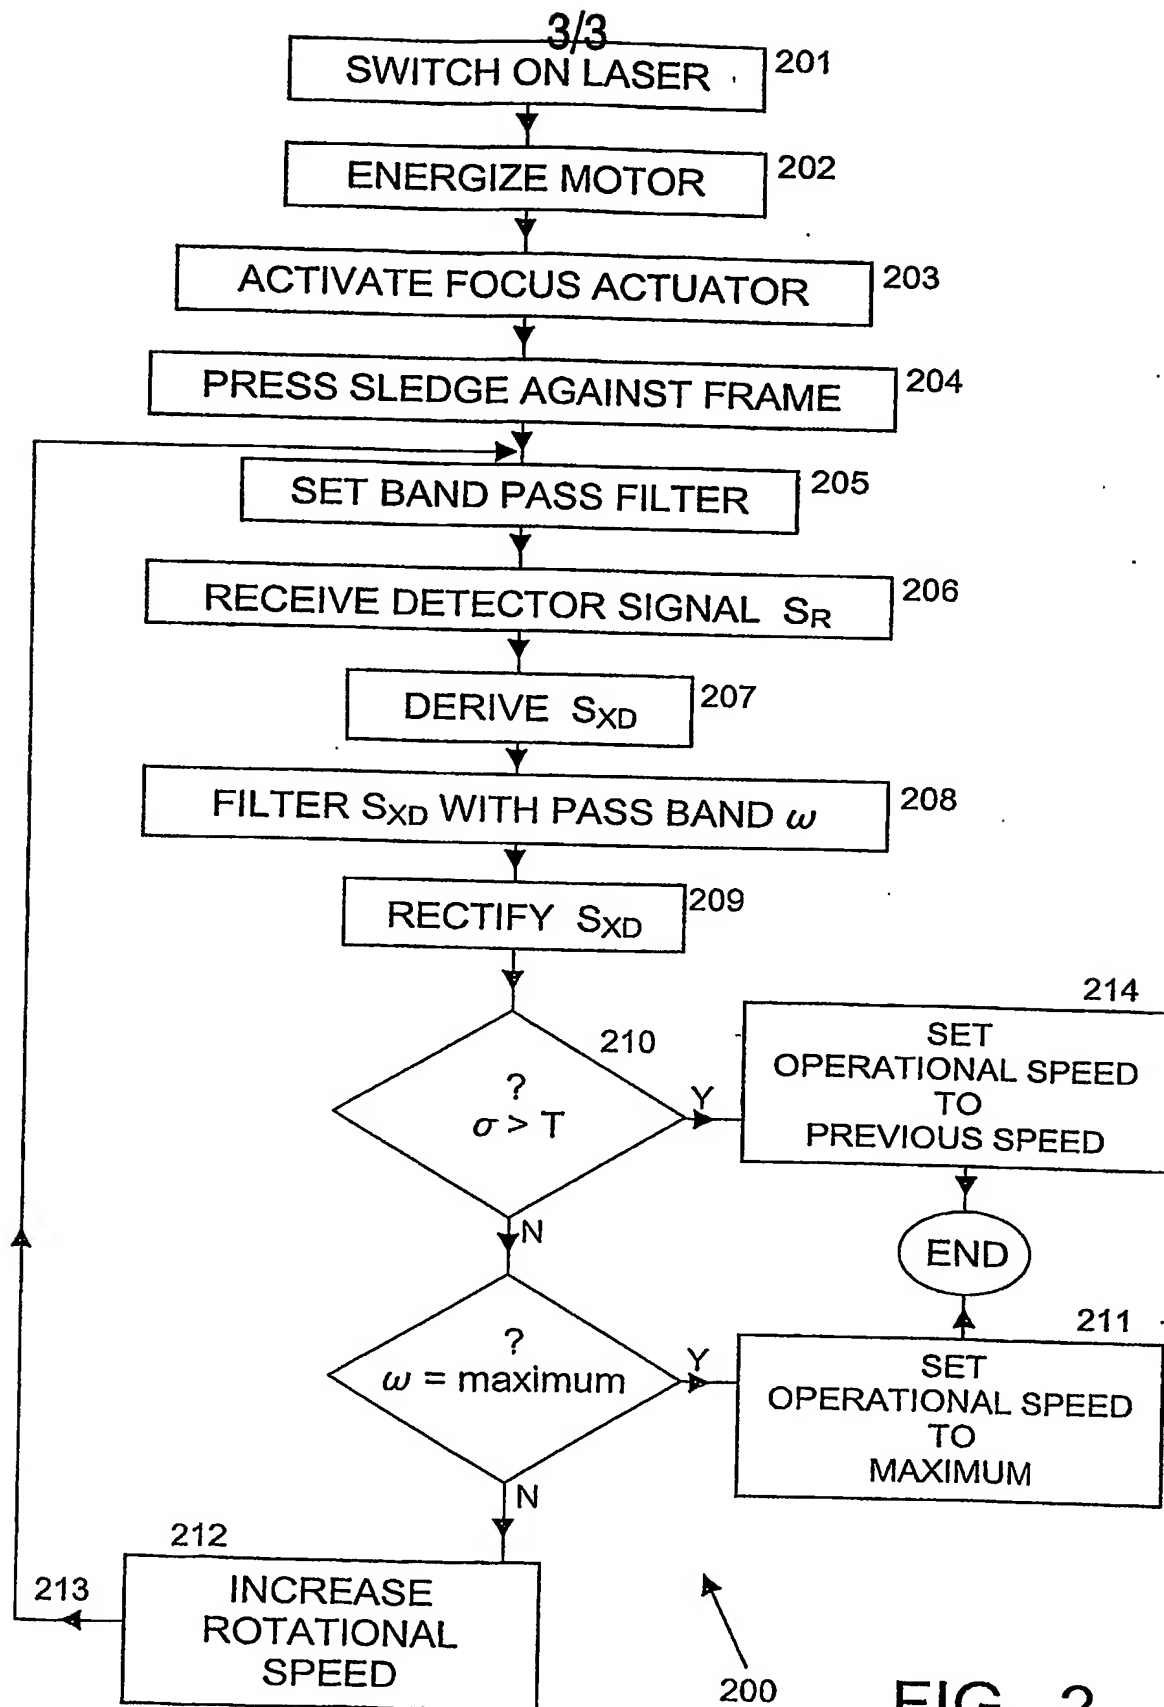 3/3
SWITCH ON LASER
201
ENERGIZE MOTOR
202
ACTIVATE FOCUS ACTUATOR
203
PRESS SLEDGE AGAINST FRAME
204
SET BAND PASS FILTER
205
RECEIVE DETECTOR SIGNAL SR
206
DERIVE SXD
207
FILTER SXD WITH PASS BAND ω
208
RECTIFY SXD
209
210
?
σ > T
Y
N
214
SET
OPERATIONAL SPEED
TO
PREVIOUS SPEED
END
?
ω = maximum
Y
N
211
SET
OPERATIONAL SPEED
TO
MAXIMUM
212
213
INCREASE
ROTATIONAL
SPEED
200
FIG. 2